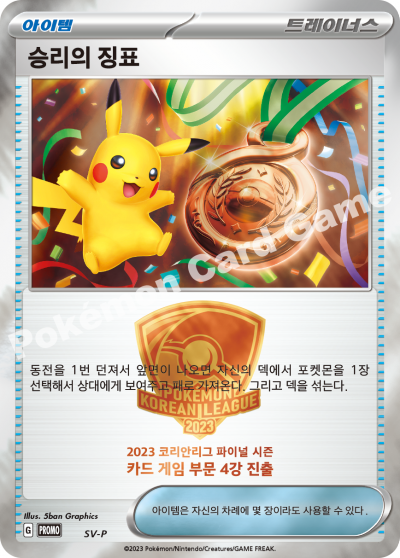 아이템
트레이너스
승리의 징표
Pokémon Card Game
동전을 1번 던져서 앞면이 나오면 자신의 덱에서 포켓몬을 1장
선택해서 상대에게 보여주고 패로 가져온다. 그리고 덱을 섞는다.
POKÉMON
KOREAN LEAGUE
2023
2023 코리안리그 파이널 시즌
카드 게임 부문 4강 진출
Illus. 5ban Graphics
G PROMO SV-P
아이템은 자신의 차례에 몇 장이라도 사용할 수 있다.
©2023 Pokémon/Nintendo/Creatures/GAME FREAK.